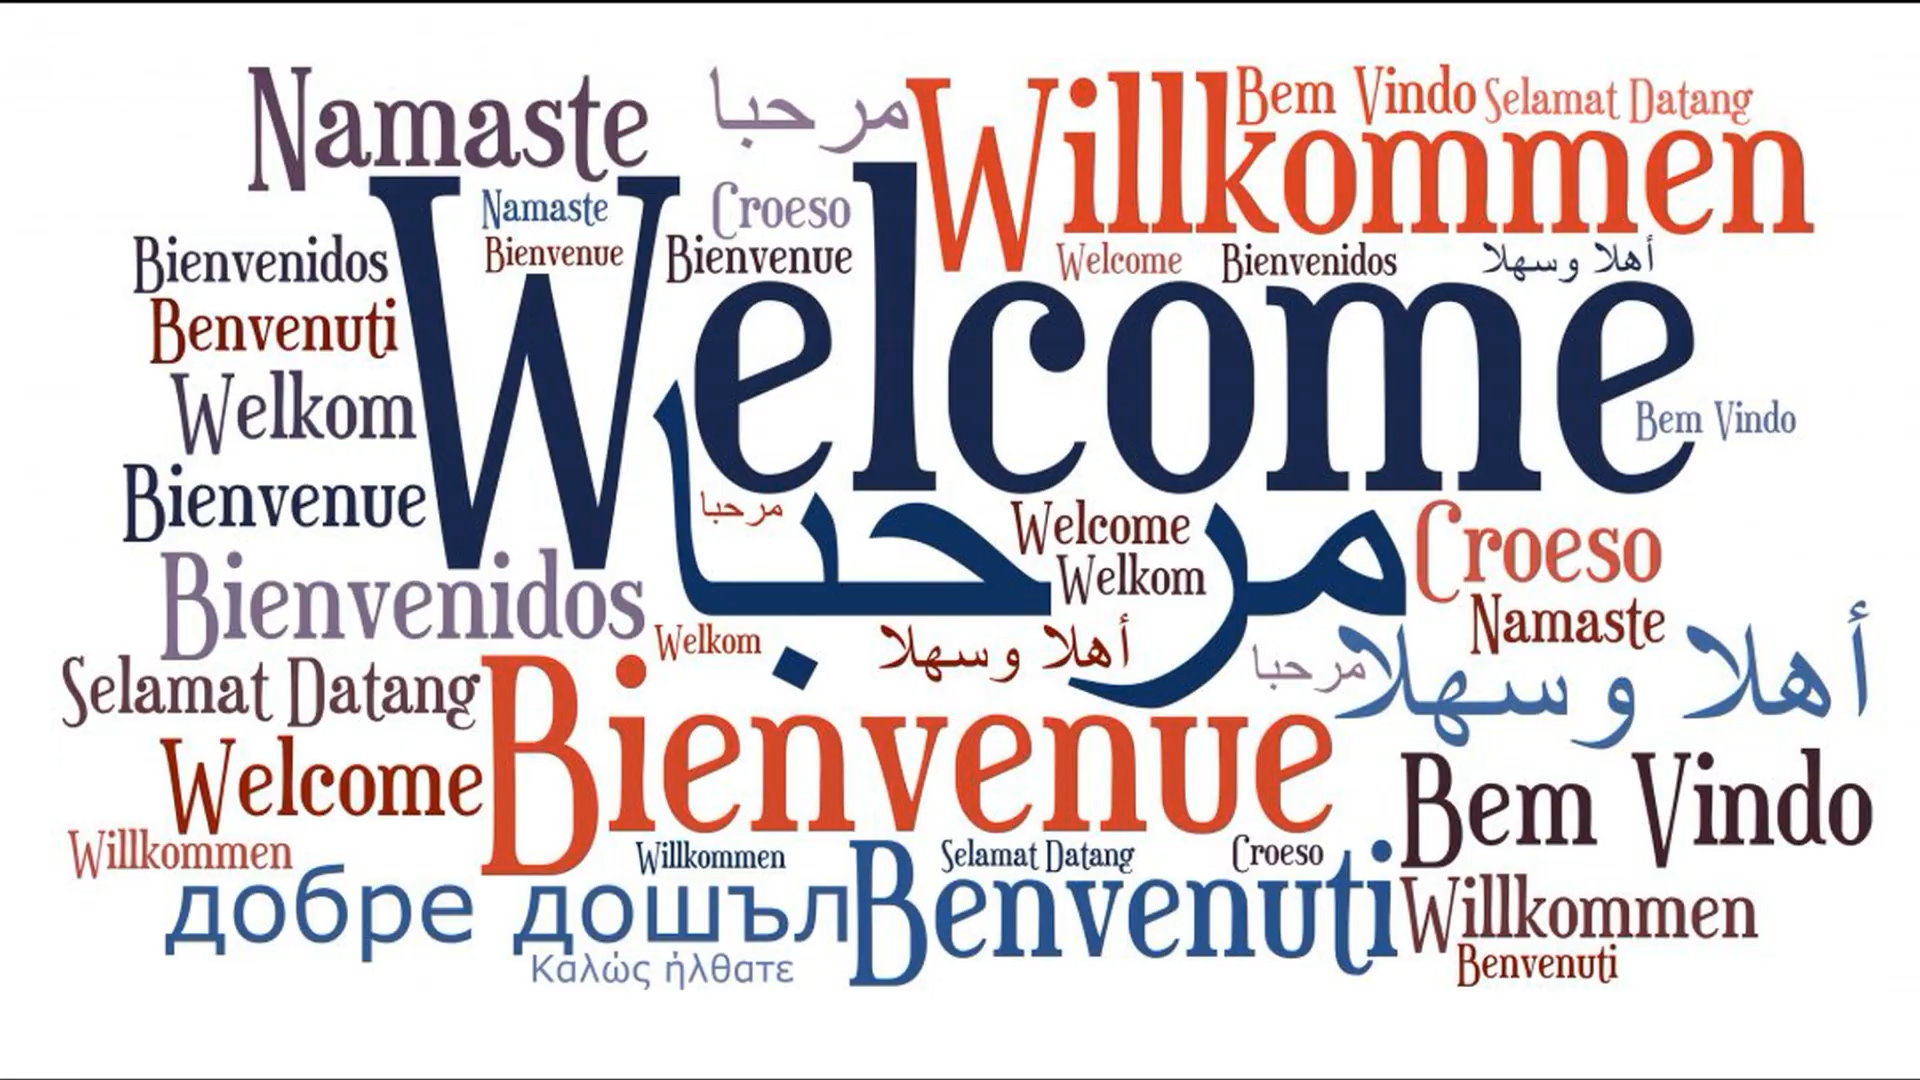 Namaste
مرحبا
Willkommen
Bem Vindo
Selamat Datang
Welcome
Namaste
Croeso
Bienvenidos
Bienvenue
Bienvenue
Welcome
Bienvenidos
أهلا وسهلا
Benvenuti
Welkom
Bem Vindo
Bienvenue
مرحبا
مرحبا
Welcome
Welkom
Croeso
Bienvenidos
Namaste
Welkom
أهلا وسهلا
مرحبا
أهلا وسهلا
Selamat Datang
Bienvenue
Welcome
Bem Vindo
Willkommen
Willkommen
Selamat Datang
Croeso
добре дошъл
Benvenuti
Willkommen
Καλώς ήλθατε
Benvenuti